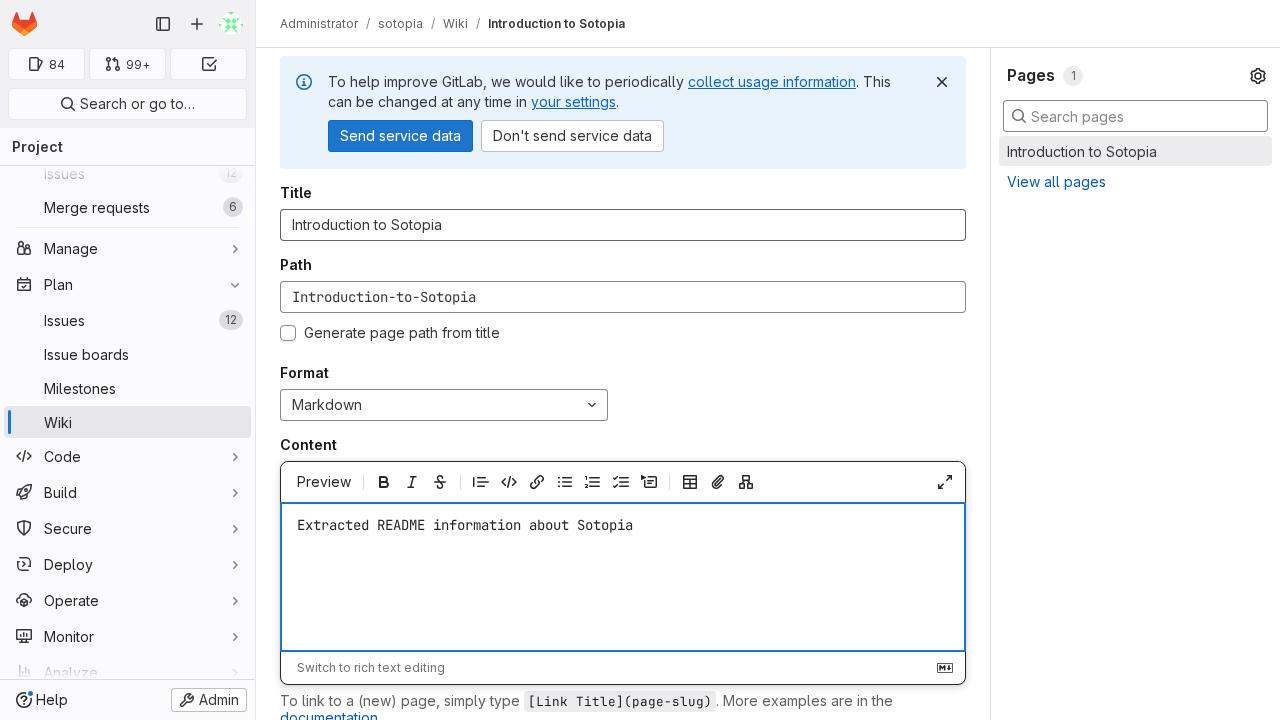 84
99+
Search or go to…
Project
Issues 12
Merge requests 6
Manage
Plan
Issues 12
Issue boards
Milestones
Wiki
Code
Build
Secure
Deploy
Operate
Monitor
Analyze
Help
Admin
Administrator / sotopia / Wiki / Introduction to Sotopia
To help improve GitLab, we would like to periodically collect usage information. This
can be changed at any time in your settings.
Send service data
Don't send service data
Title
Introduction to Sotopia
Path
Introduction-to-Sotopia
Generate page path from title
Format
Markdown
Content
Preview
Extracted README information about Sotopia
Switch to rich text editing
To link to a (new) page, simply type [Link Title](page-slug). More examples are in the
documentation.
Pages 1
Search pages
Introduction to Sotopia
View all pages